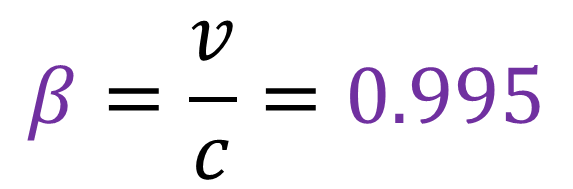 β = v/c = 0.995